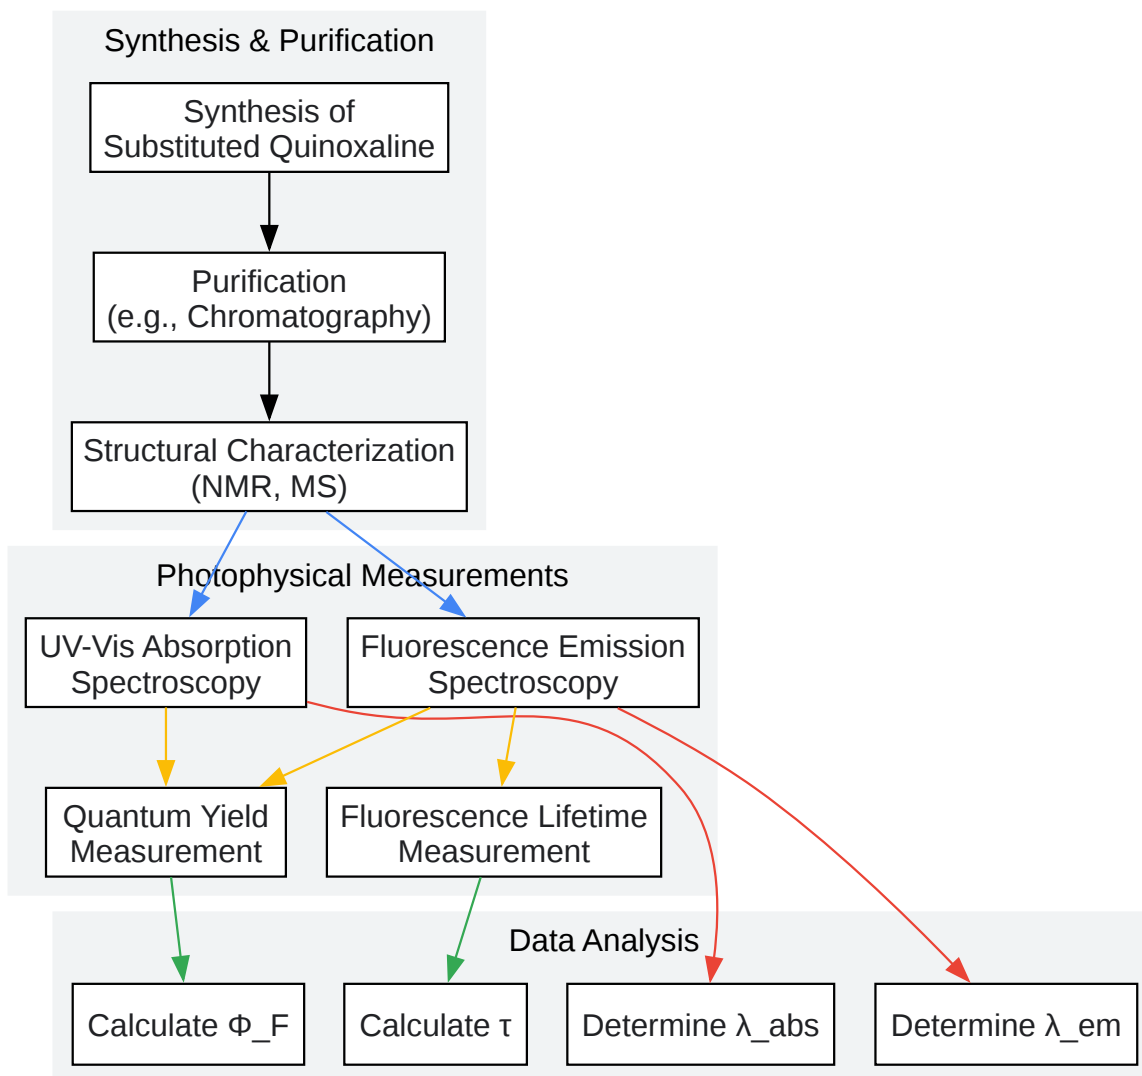 Synthesis & Purification
Synthesis of
Substituted Quinoxaline
Purification
(e.g., Chromatography)
Structural Characterization
(NMR, MS)
Photophysical Measurements
UV-Vis Absorption
Spectroscopy
Fluorescence Emission
Spectroscopy
Quantum Yield
Measurement
Fluorescence Lifetime
Measurement
Data Analysis
Calculate Φ_F
Calculate τ
Determine λ_abs
Determine λ_em